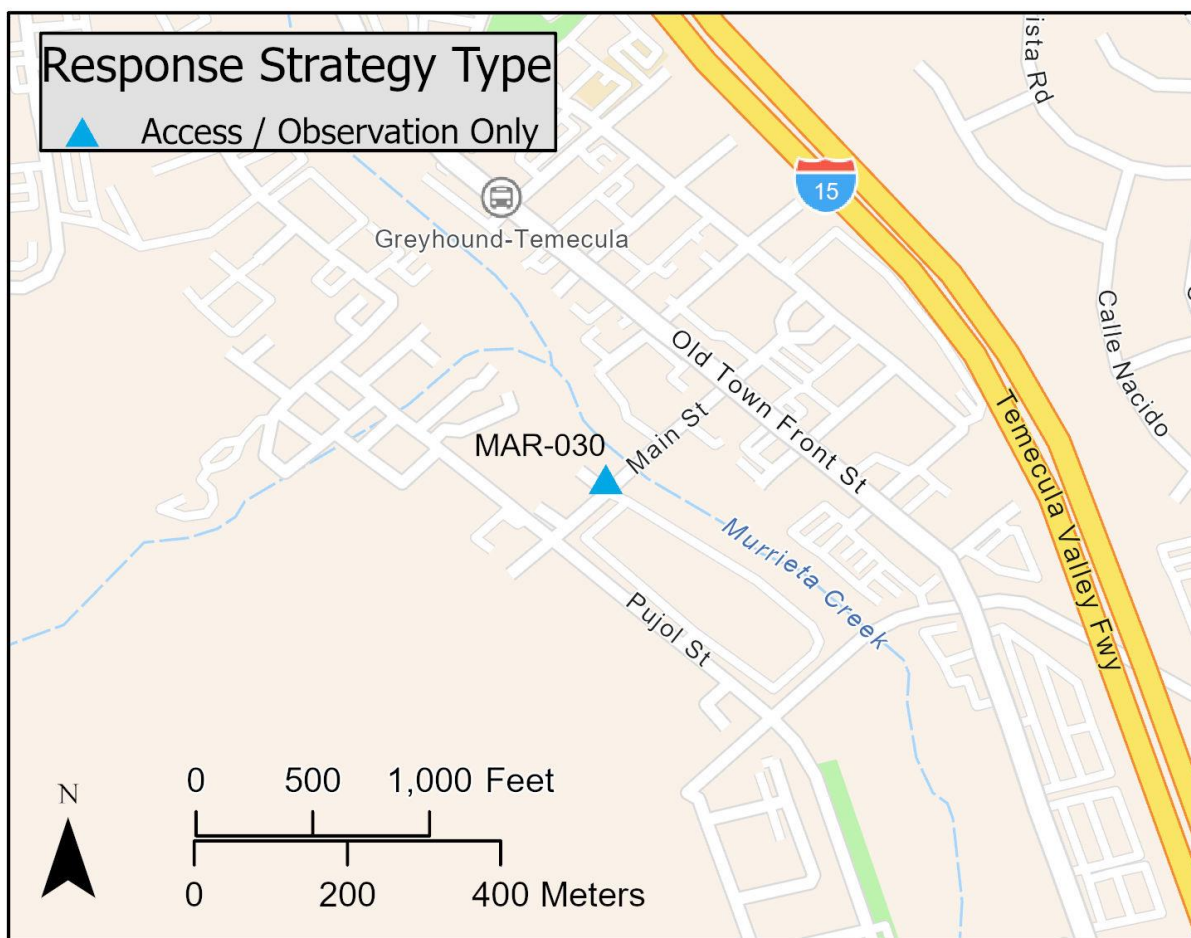 Response Strategy Type
Access / Observation Only
ista Rd
15
Greyhound-Temecula
Calle Nacido
Old Town Front St
Main St
MAR-030
Temecula Valley Fwy
Murrieta Creek
Pujol St
0 500 1,000 Feet
N
0 200 400 Meters